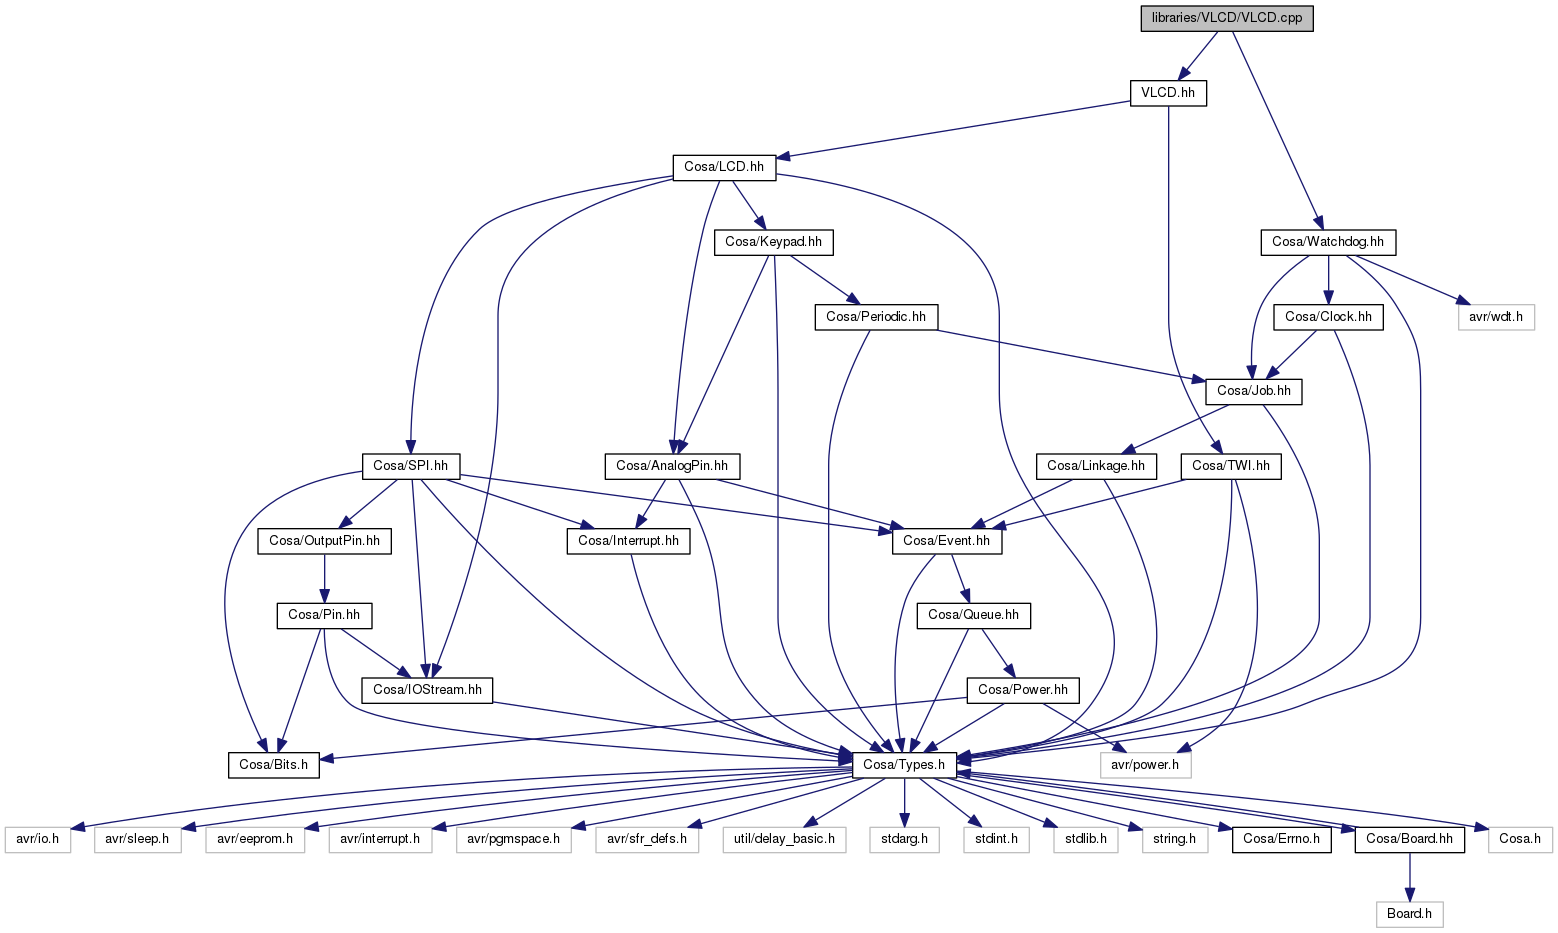 libraries/VLCD/VLCD.cpp
VLCD.hh
Cosa/LCD.hh
Cosa/Keypad.hh
Cosa/Watchdog.hh
Cosa/Periodic.hh
Cosa/Clock.hh
avr/wdt.h
Cosa/Job.hh
Cosa/SPI.hh
Cosa/AnalogPin.hh
Cosa/Linkage.hh
Cosa/TWI.hh
Cosa/OutputPin.hh
Cosa/Interrupt.hh
Cosa/Event.hh
Cosa/Pin.hh
Cosa/Queue.hh
Cosa/IOStream.hh
Cosa/Power.hh
Cosa/Bits.h
Cosa/Types.h
avr/power.h
avr/io.h
avr/sleep.h
avr/eeprom.h
avr/interrupt.h
avr/pgmspace.h
avr/sfr_defs.h
util/delay_basic.h
stdarg.h
stdint.h
stdlib.h
string.h
Cosa/Errno.h
Cosa/Board.hh
Cosa.h
Board.h